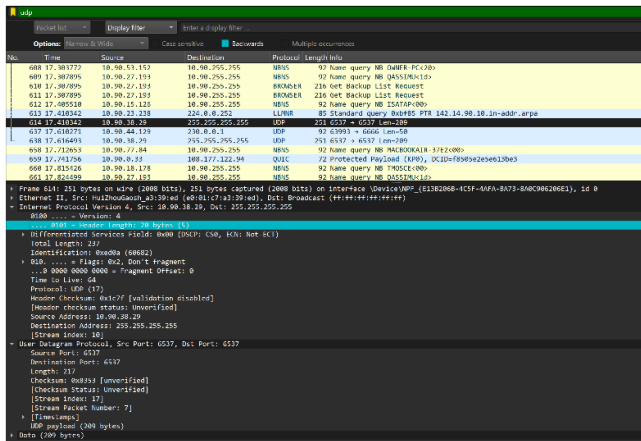 udp
Packet list Display filter Enter a display filter ...
Options: Narrow & Wide Case sensitive Backwards Multiple occurrences
No. Time Source Destination Protocol Length Info
608 17.303772 10.90.53.152 10.90.255.255 NBNS 92 Name query NB OWNER-PC<20>
609 17.307895 10.90.27.193 10.90.255.255 NBNS 92 Name query NB QASSIMU<1d>
610 17.307895 10.90.27.193 10.90.255.255 BROWSER 216 Get Backup List Request
611 17.307895 10.90.27.193 10.90.255.255 BROWSER 216 Get Backup List Request
612 17.405510 10.90.15.126 10.90.255.255 NBNS 92 Name query NB ISATAP<00>
613 17.410340 10.90.23.238 224.0.0.252 LLMNR 85 Standard query 0xbf85 PTR 142.14.90.10.in-addr.arpa
614 17.410340 10.90.38.29 255.255.255.255 UDP 251 6537 → 6537 Len=209
637 17.610271 10.90.44.129 230.0.0.1 UDP 92 63993 → 6666 Len=50
638 17.616493 10.90.38.29 255.255.255.255 UDP 251 6537 → 6537 Len=209
658 17.712653 10.90.77.84 10.90.255.255 NBNS 92 Name query NB MACBOOKAIR-37E2<00>
659 17.741756 10.90.0.33 108.177.122.94 QUIC 72 Protected Payload (KP0), DCID=f8505e2e5e613be3
660 17.815426 10.90.18.178 10.90.255.255 NBNS 92 Name query NB TMOSCE<00>
661 17.824499 10.90.27.193 10.90.255.255 NBNS 92 Name query NB QASSIMU<1d>
Frame 614: 251 bytes on wire (2008 bits), 251 bytes captured (2008 bits) on interface \Device\NPF_{E13B206B-4C5F-4AFA-BA73-8A0C906206E1}, id 0
Ethernet II, Src: HuiZhouGaosh_a3:39:ed (e0:01:c7:a3:39:ed), Dst: Broadcast (ff:ff:ff:ff:ff:ff)
Internet Protocol Version 4, Src: 10.90.38.29, Dst: 255.255.255.255
0100 .... = Version: 4
.... 0101 = Header Length: 20 bytes (5)
Differentiated Services Field: 0x00 (DSCP: CS0, ECN: Not-ECT)
Total Length: 237
Identification: 0xed0a (60682)
010. .... = Flags: 0x2, Don't fragment
...0 0000 0000 0000 = Fragment Offset: 0
Time to Live: 64
Protocol: UDP (17)
Header Checksum: 0x1c7f [validation disabled]
[Header checksum status: Unverified]
Source Address: 10.90.38.29
Destination Address: 255.255.255.255
[Stream index: 10]
User Datagram Protocol, Src Port: 6537, Dst Port: 6537
Source Port: 6537
Destination Port: 6537
Length: 217
Checksum: 0x8353 [unverified]
[Checksum Status: Unverified]
[Stream index: 17]
[Stream Packet Number: 7]
[Timestamps]
UDP payload (209 bytes)
Data (209 bytes)